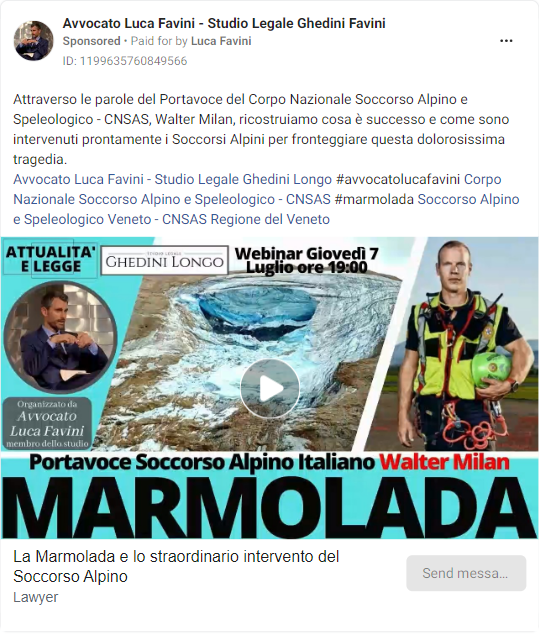 Avvocato Luca Favini - Studio Legale Ghedini Favini
Sponsored • Paid for by Luca Favini
ID: 1199635760849566
Attraverso le parole del Portavoce del Corpo Nazionale Soccorso Alpino e
Speleologico - CNSAS, Walter Milan, ricostruiamo cosa è successo e come sono
intervenuti prontamente i Soccorsi Alpini per fronteggiare questa dolorosissima
tragedia.
Avvocato Luca Favini - Studio Legale Ghedini Longo #avvocatolucafavini Corpo
Nazionale Soccorso Alpino e Speleologico - CNSAS #marmolada Soccorso Alpino
e Speleologico Veneto - CNSAS Regione del Veneto
ATTUALITA'
E LEGGE
STUDIO LEGALE
GHEDINI LONGO
Webinar Giovedì 7
Luglio ore 19:00
Organizzato da
Avvocato
Luca Favini
membro dello studio
Portavoce Soccorso Alpino Italiano Walter Milan
MARMOLADA
La Marmolada e lo straordinario intervento del
Soccorso Alpino
Lawyer
Send messa...